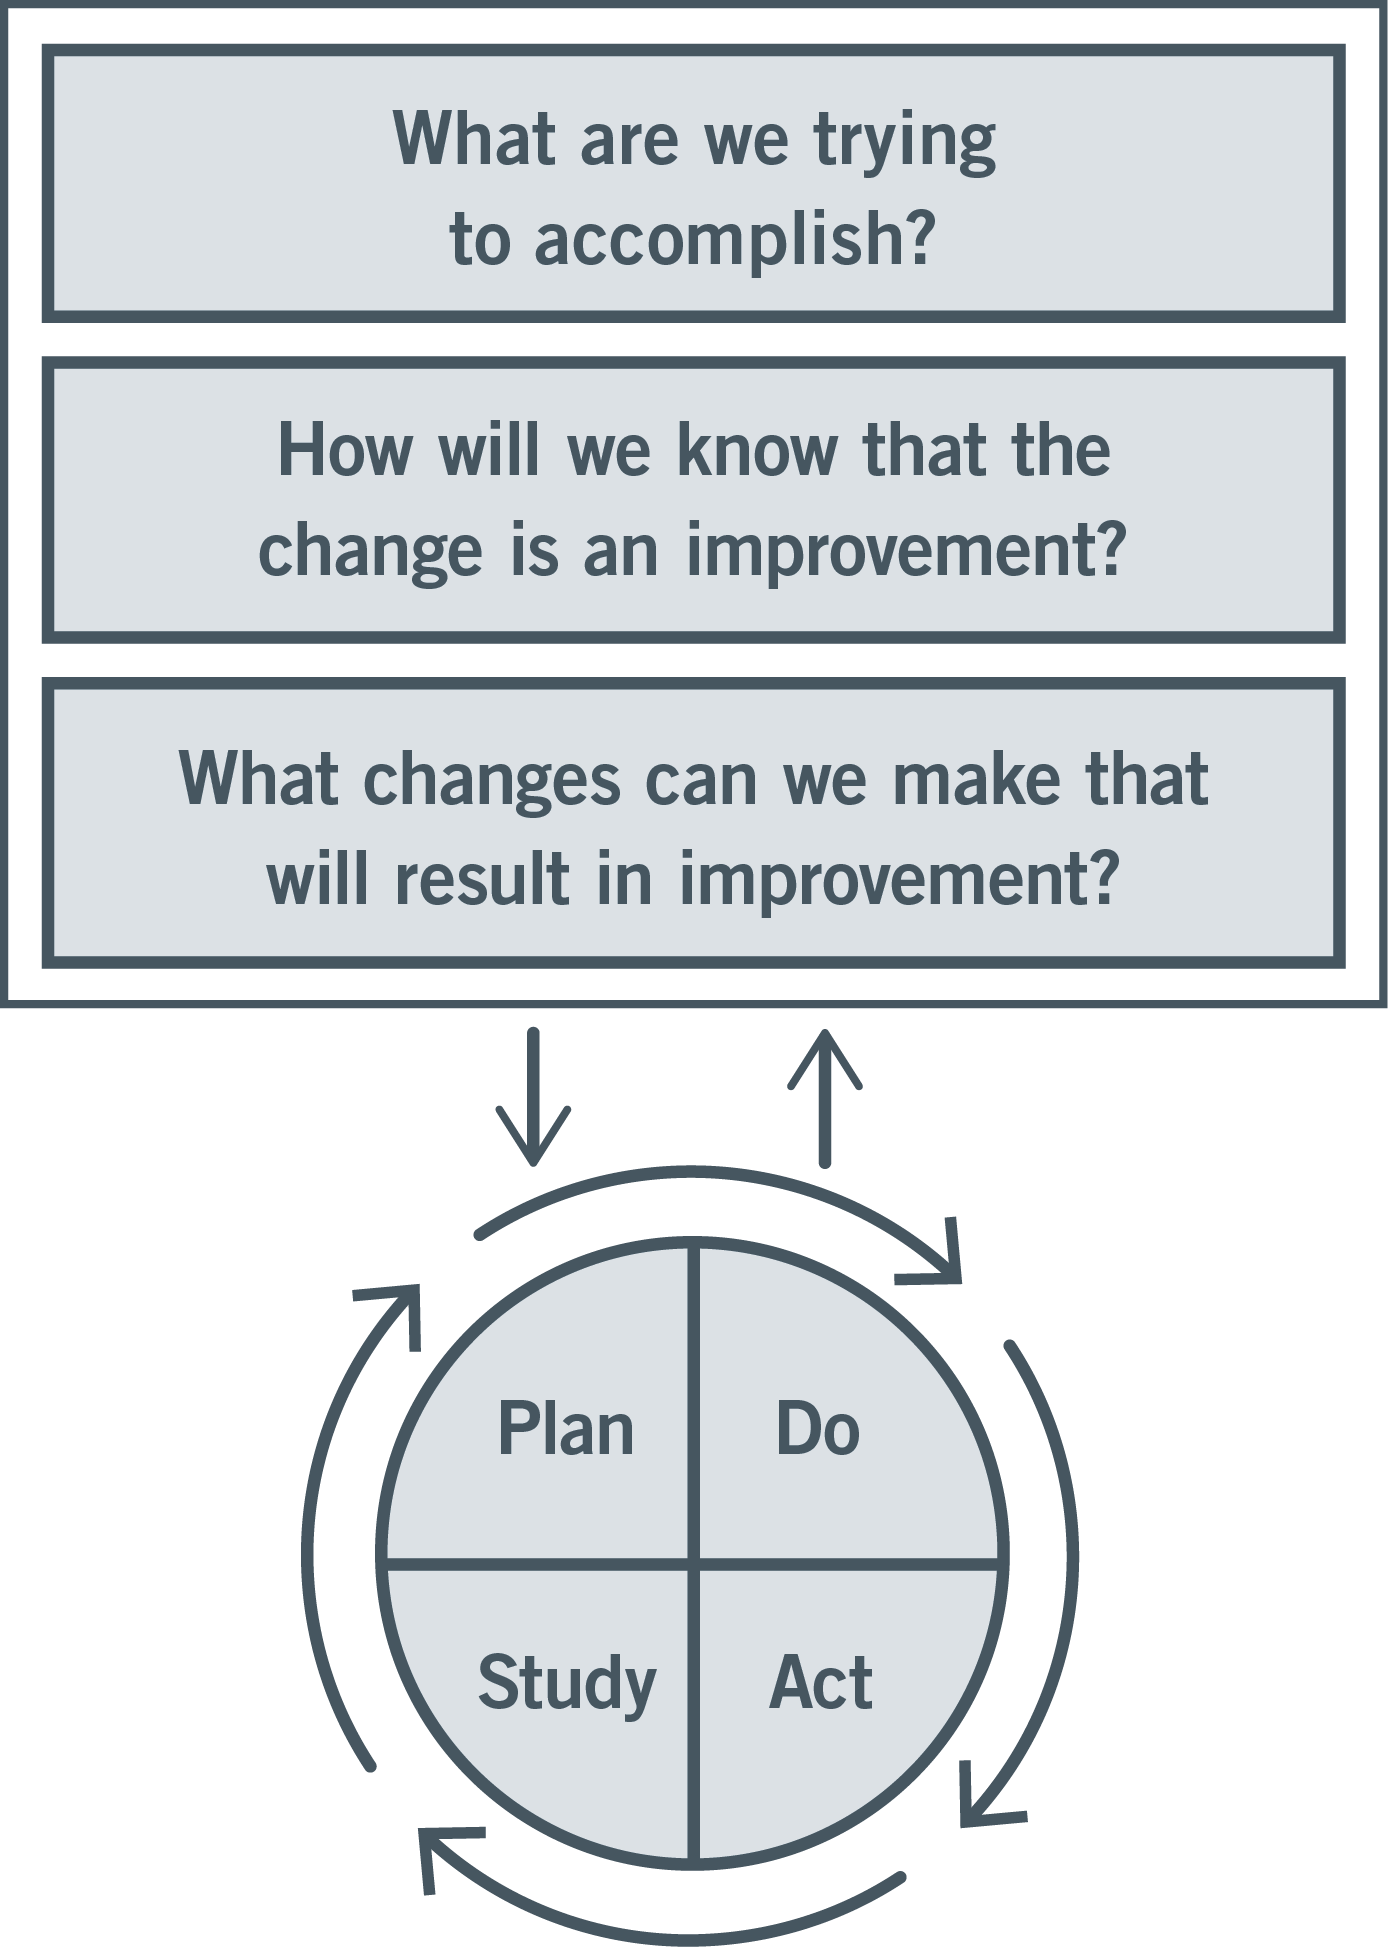 What are we trying
to accomplish?
How will we know that the
change is an improvement?
What changes can we make that
will result in improvement?
Plan
Do
Study
Act